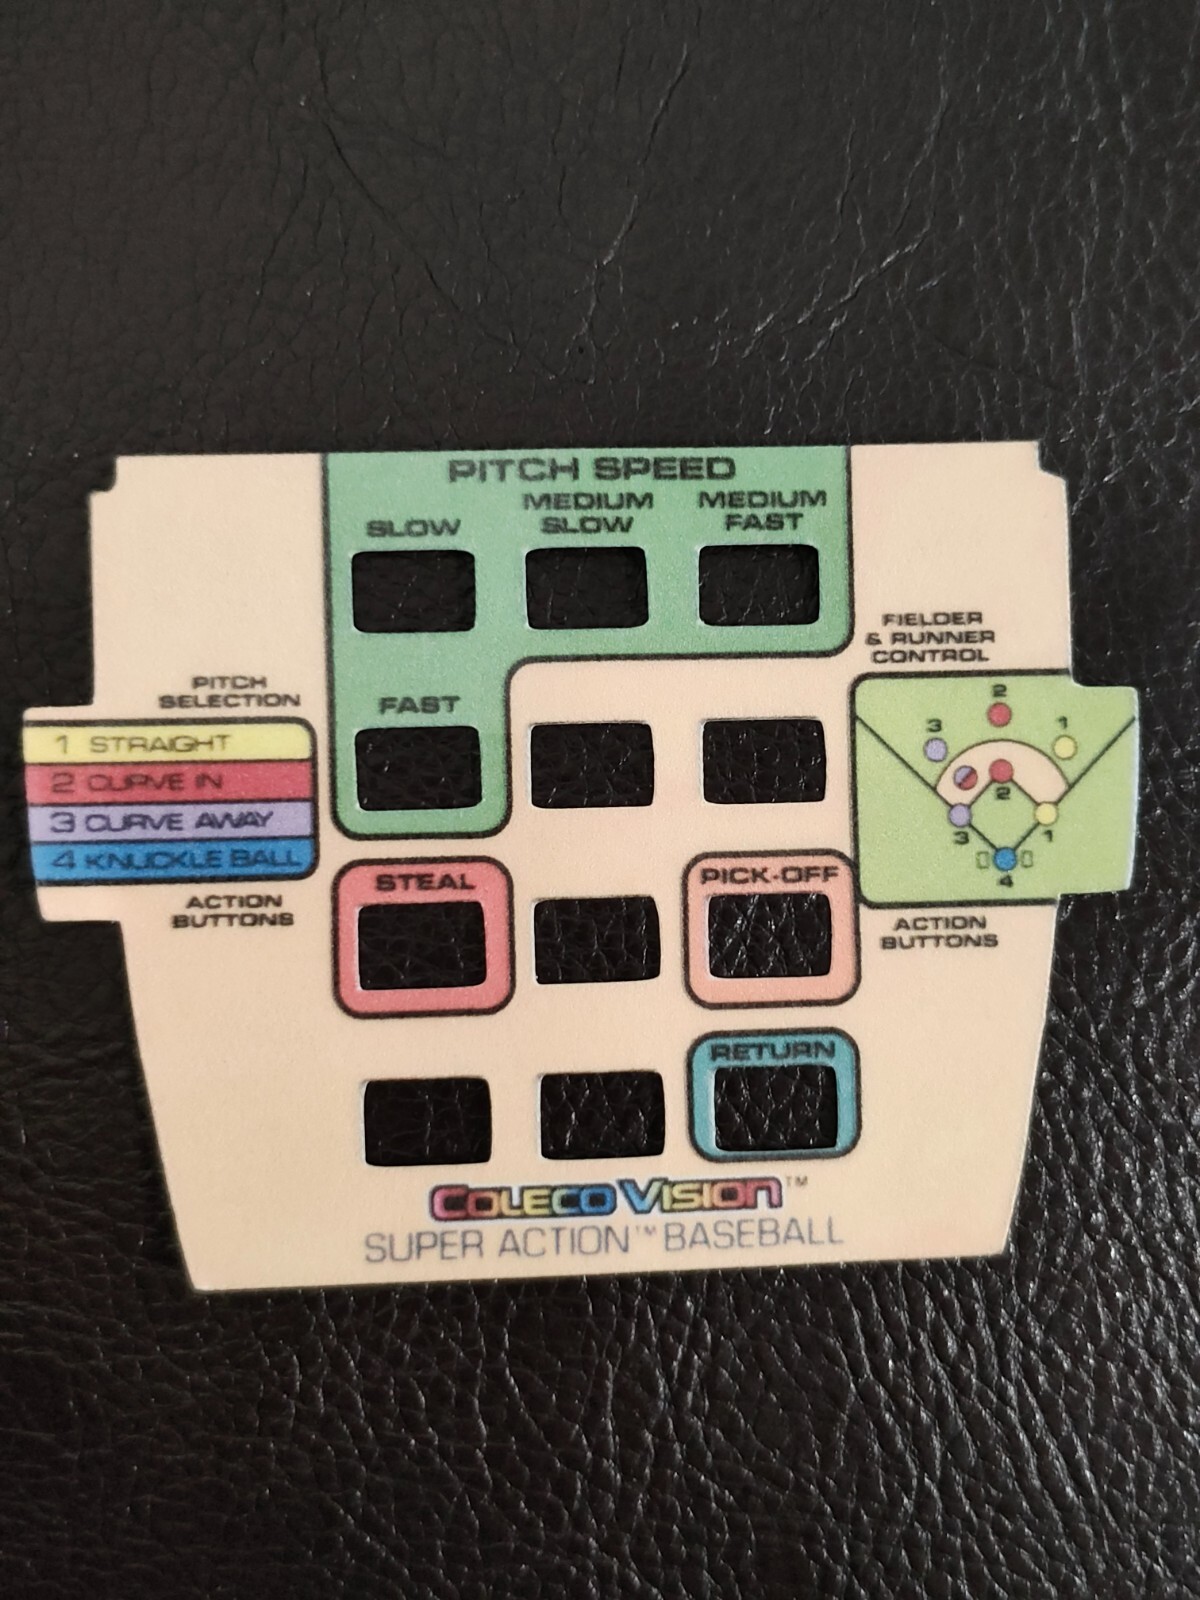 PITCH SPEED
SLOW
MEDIUM
SLOW
MEDIUM
FAST
FAST
PITCH
SELECTION
1 STRAIGHT
2 CURVE IN
3 CURVE AWAY
4 KNUCKLE BALL
ACTION
BUTTONS
FIELDER
& RUNNER
CONTROL
2
3
1
2
3
1
4
ACTION
BUTTONS
STEAL
PICK-OFF
RETURN
COLECOVISION™
SUPER ACTION™ BASEBALL